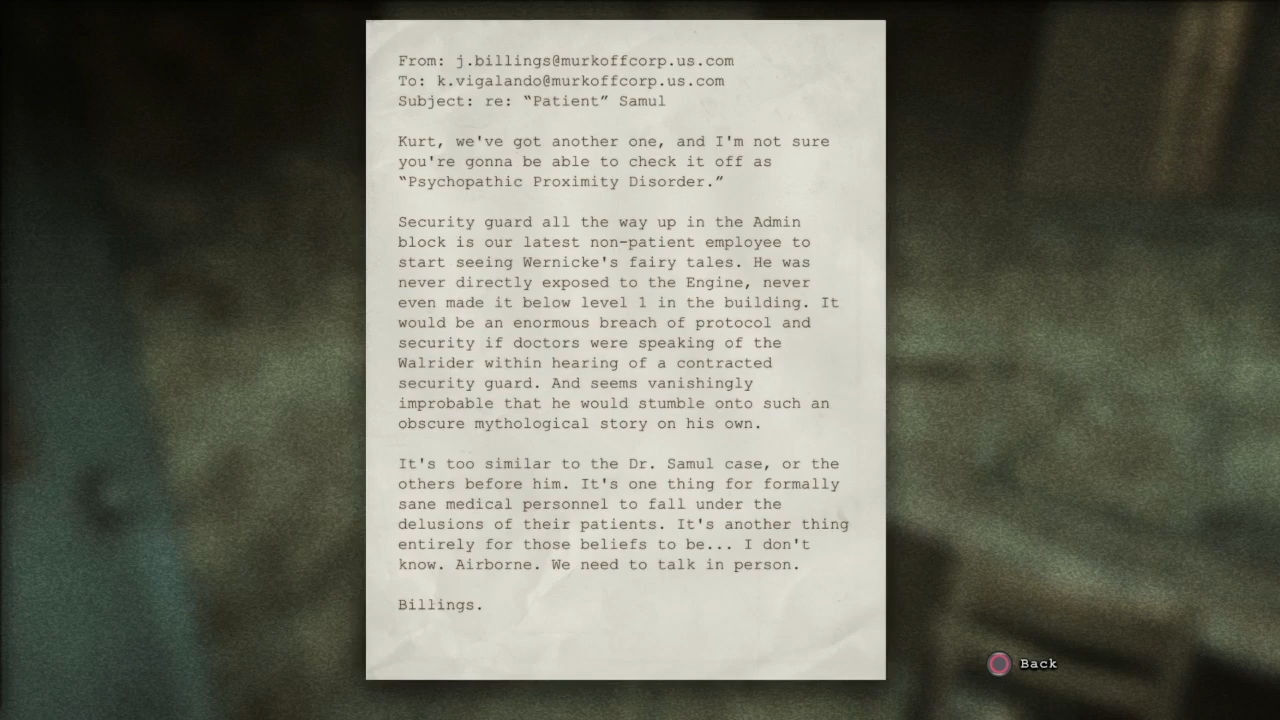 From: j.billings@murkoffcorp.us.com
To: k.vigalando@murkoffcorp.us.com
Subject: re: “Patient” Samul
Kurt, we've got another one, and I'm not sure
you're gonna be able to check it off as
“Psychopathic Proximity Disorder.”
Security guard all the way up in the Admin
block is our latest non-patient employee to
start seeing Wernicke's fairy tales. He was
never directly exposed to the Engine, never
even made it below level 1 in the building. It
would be an enormous breach of protocol and
security if doctors were speaking of the
Walrider within hearing of a contracted
security guard. And seems vanishingly
improbable that he would stumble onto such an
obscure mythological story on his own.
It's too similar to the Dr. Samul case, or the
others before him. It's one thing for formally
sane medical personnel to fall under the
delusions of their patients. It's another thing
entirely for those beliefs to be... I don't
know. Airborne. We need to talk in person.
Billings.
Back